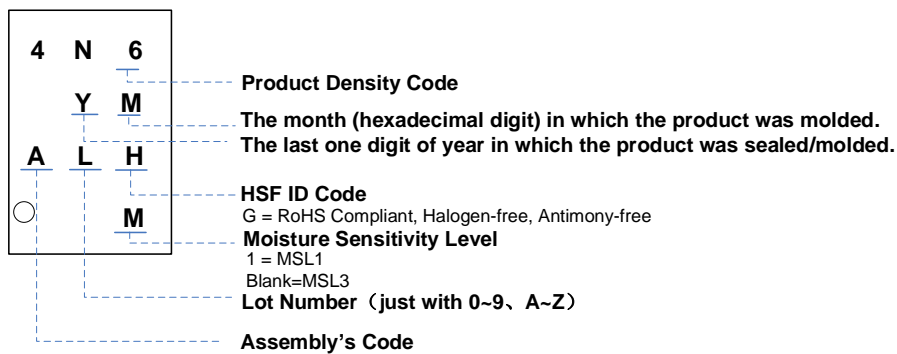 4 N 6
Product Density Code
Y M
The month (hexadecimal digit) in which the product was molded.
The last one digit of year in which the product was sealed/molded.
A L H
HSF ID Code
G = RoHS Compliant, Halogen-free, Antimony-free
M
Moisture Sensitivity Level
1 = MSL1
Blank=MSL3
Lot Number（just with 0~9、A~Z）
Assembly's Code